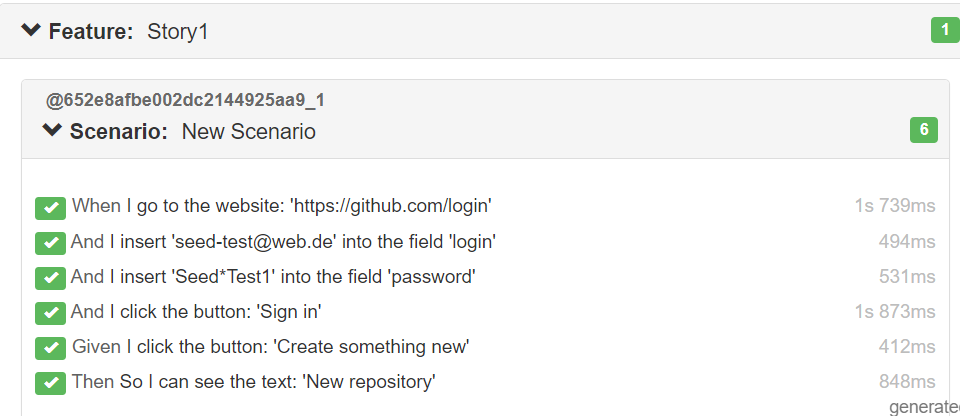 Feature: Story1 1
@652e8afbe002dc2144925aa9_1
Scenario: New Scenario 6
When I go to the website: 'https://github.com/login' 1s 739ms
And I insert 'seed-test@web.de' into the field 'login' 494ms
And I insert 'Seed*Test1' into the field 'password' 531ms
And I click the button: 'Sign in' 1s 873ms
Given I click the button: 'Create something new' 412ms
Then So I can see the text: 'New repository' 848ms
generate